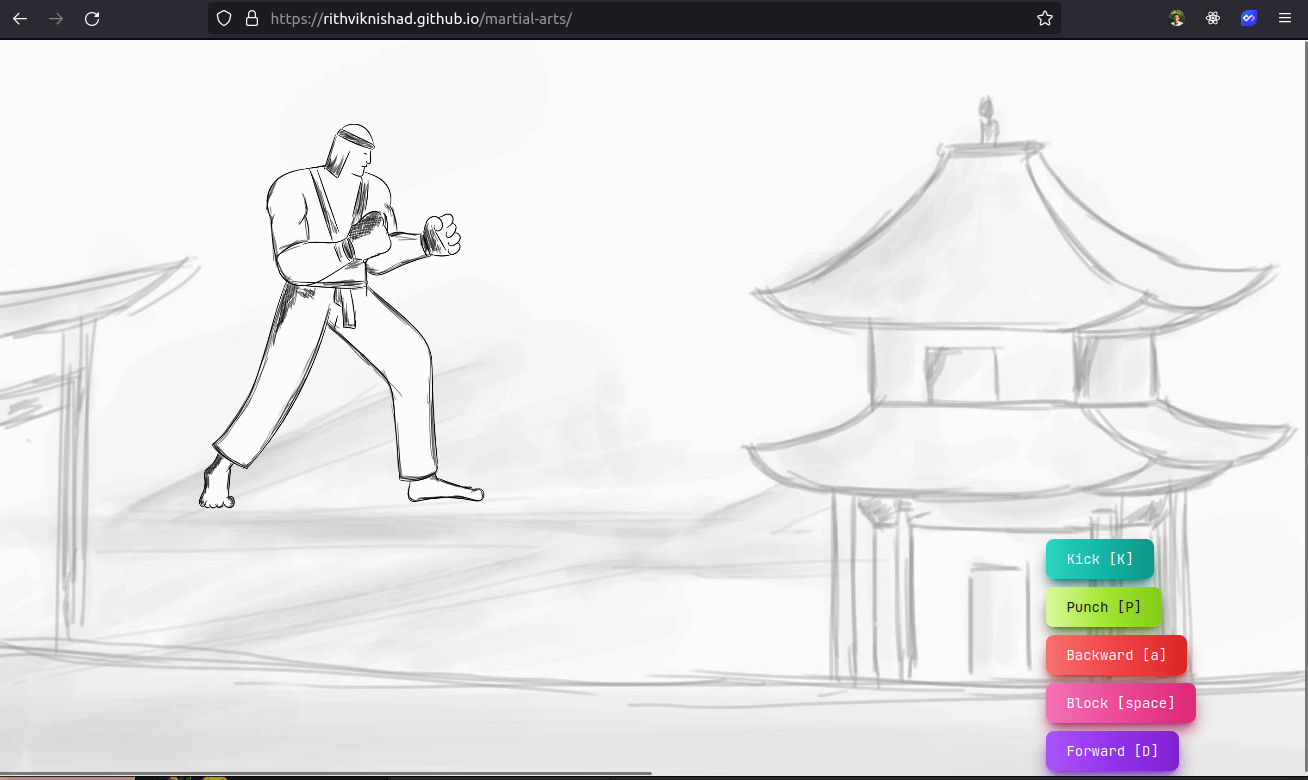 https://rithviknishad.github.io/martial-arts/
Kick [K]
Punch [P]
Backward [a]
Block [space]
Forward [D]